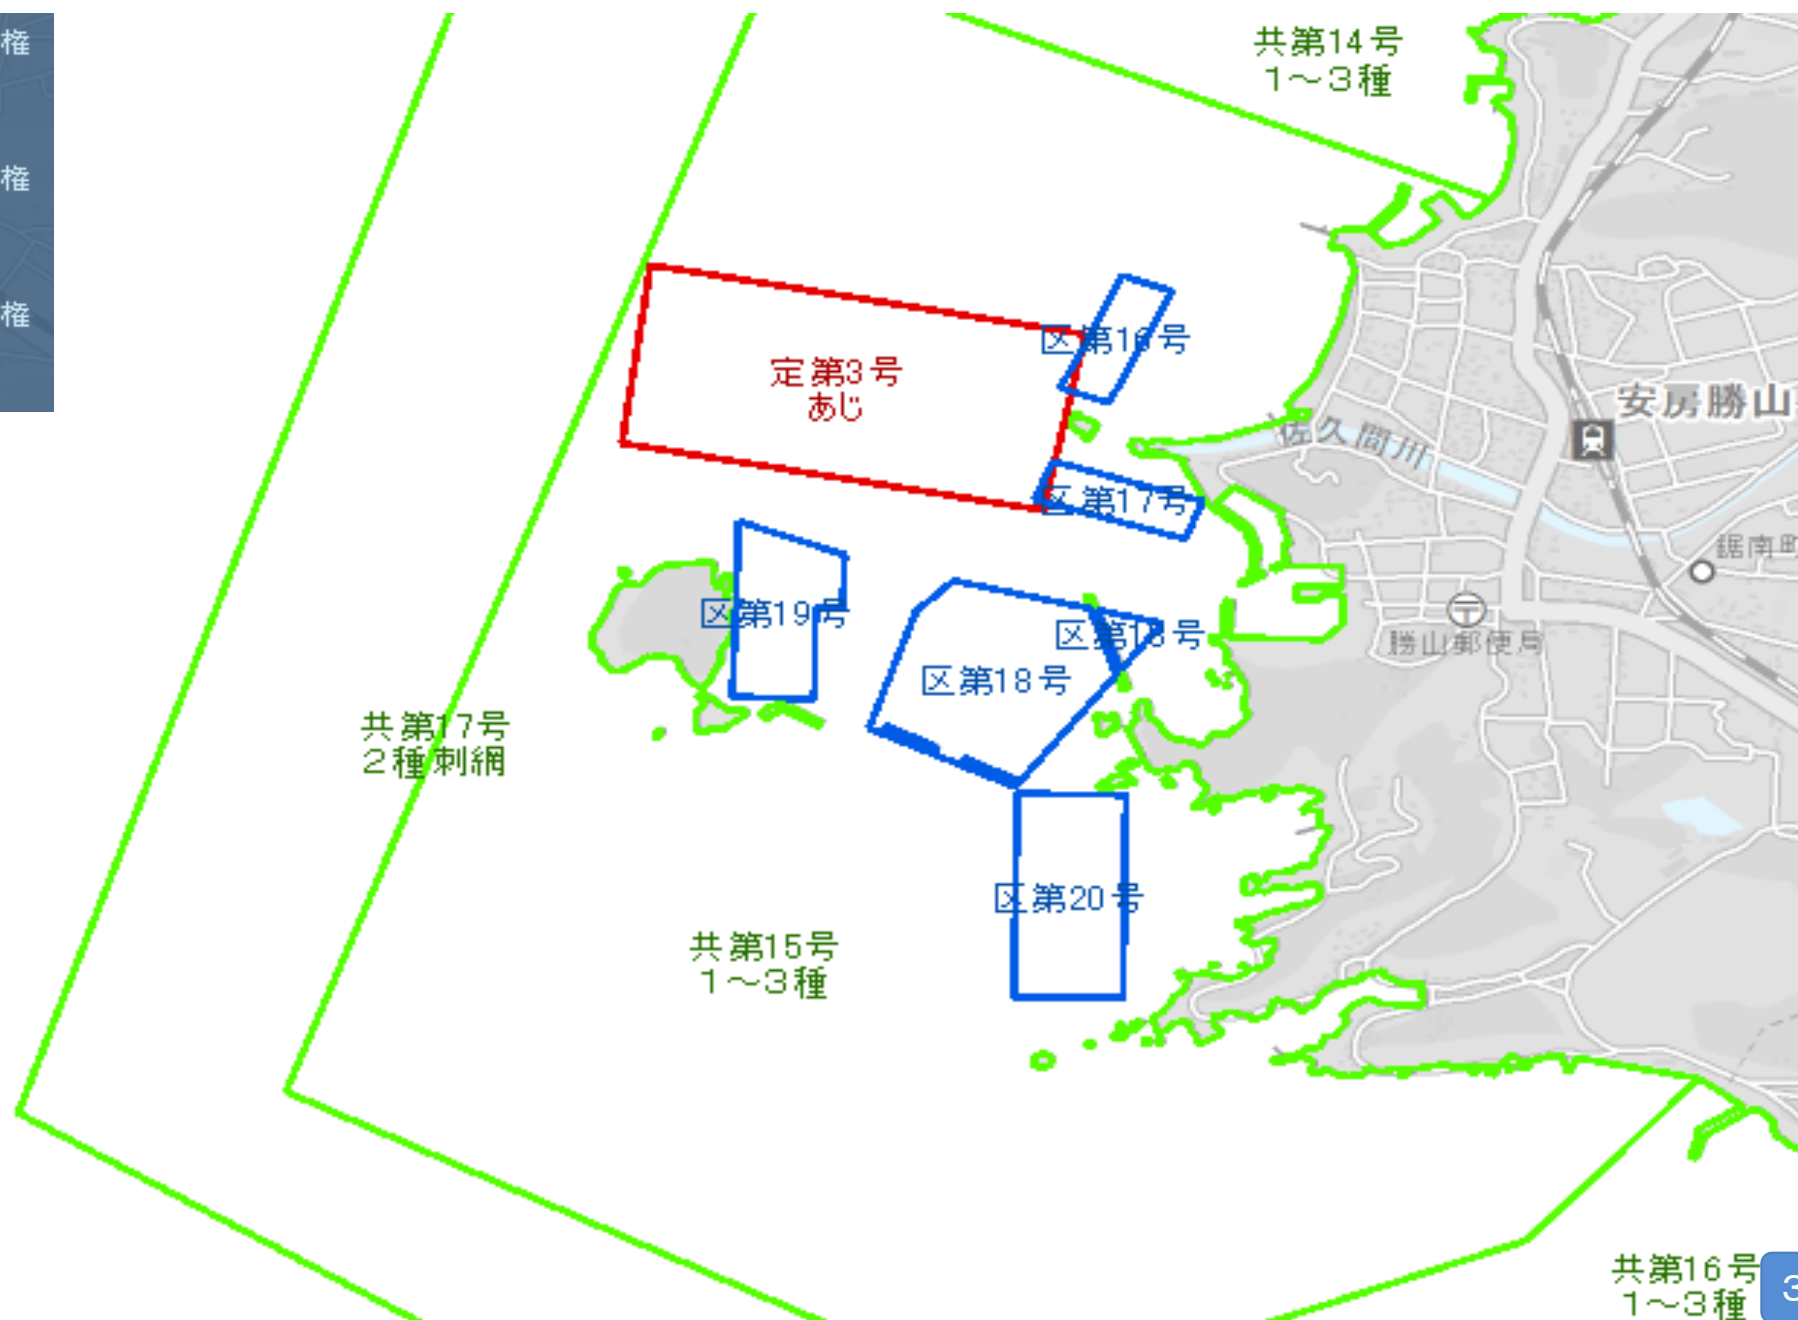 権
権
権
共第14号
1～3種
定第3号
あじ
区第16号
安房勝山
佐久間川
区第17号
鋸南町
区第19号
区第18号
勝山郵便局
区第18号
共第17号
2種刺網
区第20号
共第15号
1～3種
共第16号
1～3種
3